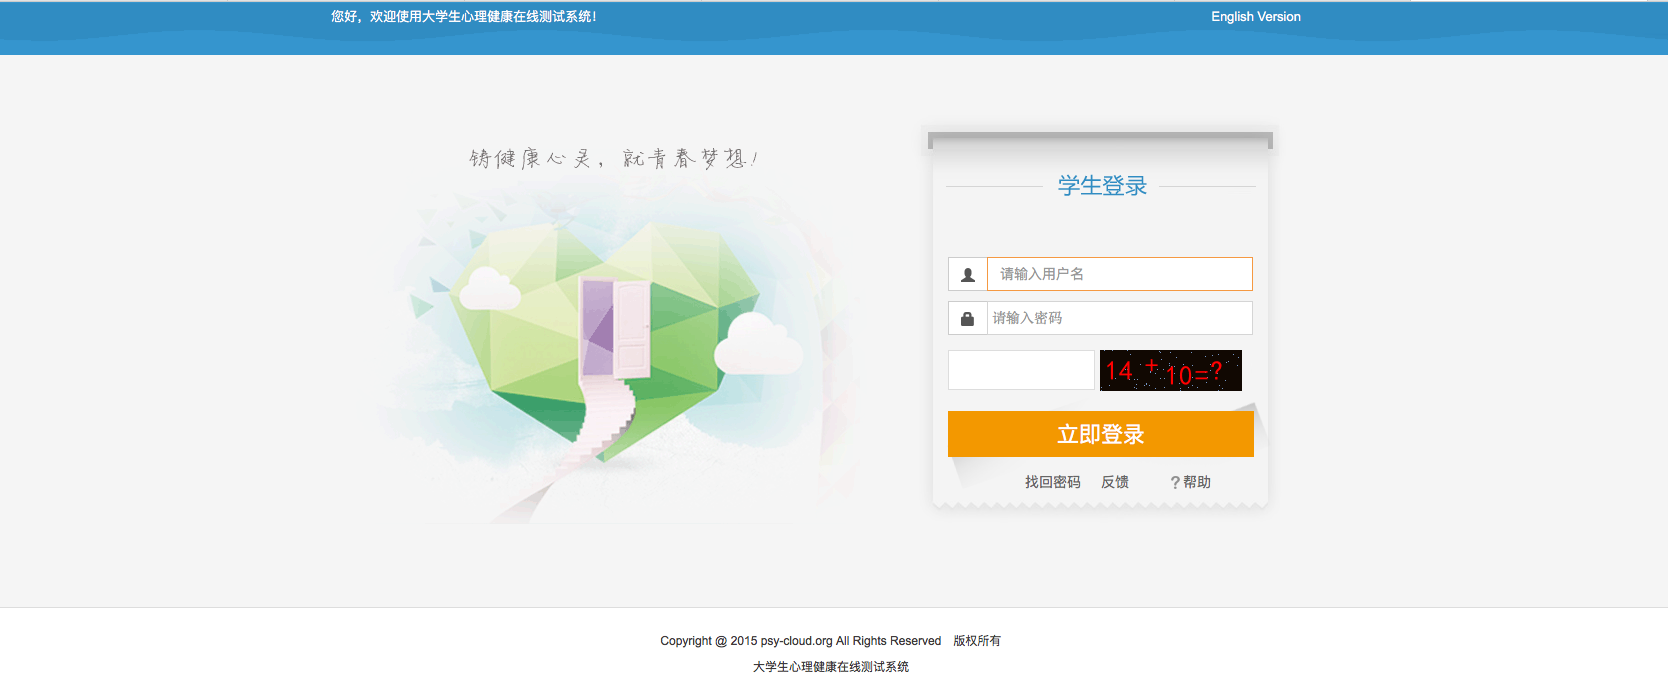 您好，欢迎使用大学生心理健康在线测试系统！
English Version
铸健康心灵，就青春梦想！
学生登录
请输入用户名
请输入密码
14 + 10=?
立即登录
找回密码 反馈 ?帮助
Copyright @ 2015 psy-cloud.org All Rights Reserved 版权所有
大学生心理健康在线测试系统